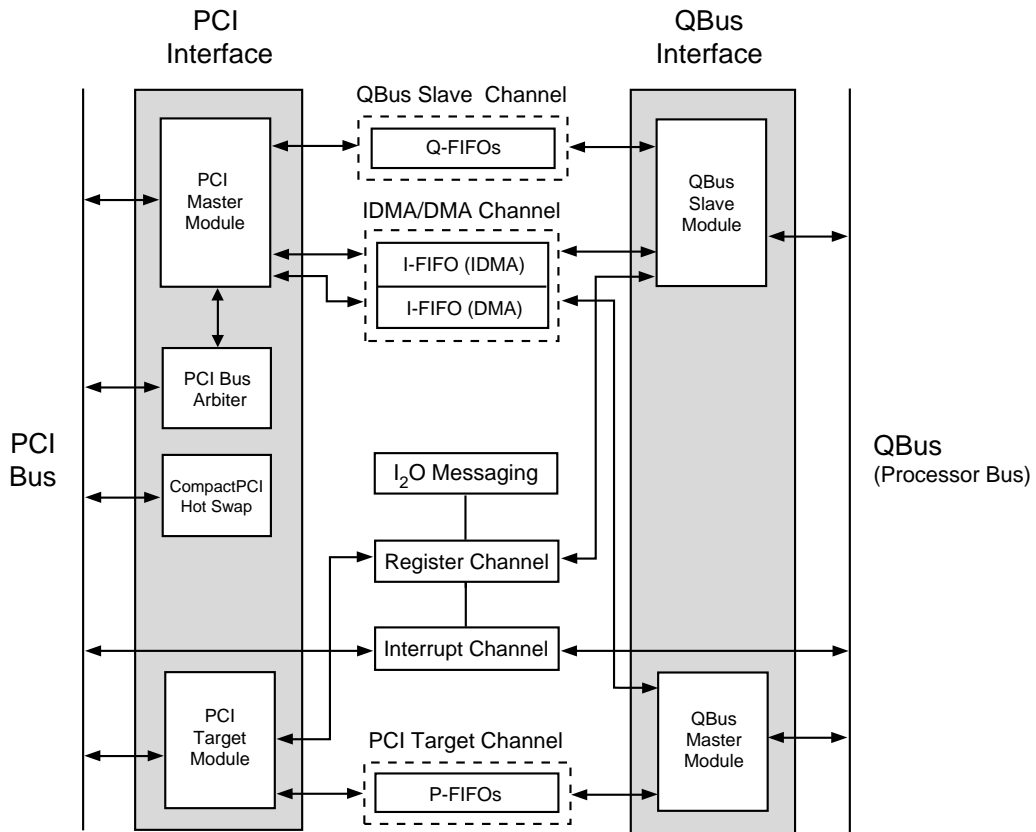 PCI
Interface
QBus
Interface
QBus Slave Channel
Q-FIFOs
PCI
Master
Module
QBus
Slave
Module
IDMA/DMA Channel
I-FIFO (IDMA)
I-FIFO (DMA)
PCI Bus
Arbiter
PCI
Bus
QBus
(Processor Bus)
CompactPCI
Hot Swap
I₂O Messaging
Register Channel
Interrupt Channel
PCI
Target
Module
QBus
Master
Module
PCI Target Channel
P-FIFOs